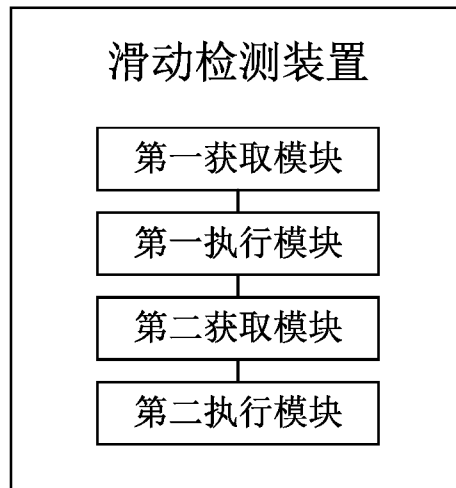 滑动检测装置
第一获取模块
第一执行模块
第二获取模块
第二执行模块